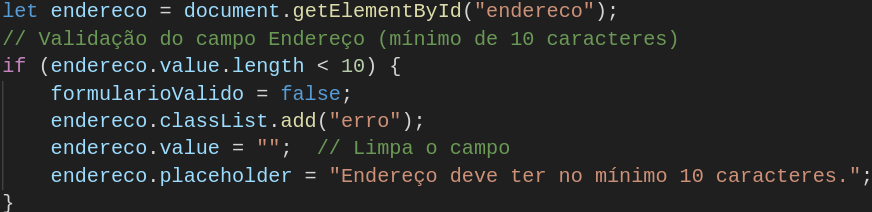 let endereco = document.getElementById("endereco");
// Validação do campo Endereço (mínimo de 10 caracteres)
if (endereco.value.length < 10) {
    formularioValido = false;
    endereco.classList.add("erro");
    endereco.value = "";  // Limpa o campo
    endereco.placeholder = "Endereço deve ter no mínimo 10 caracteres.";
}